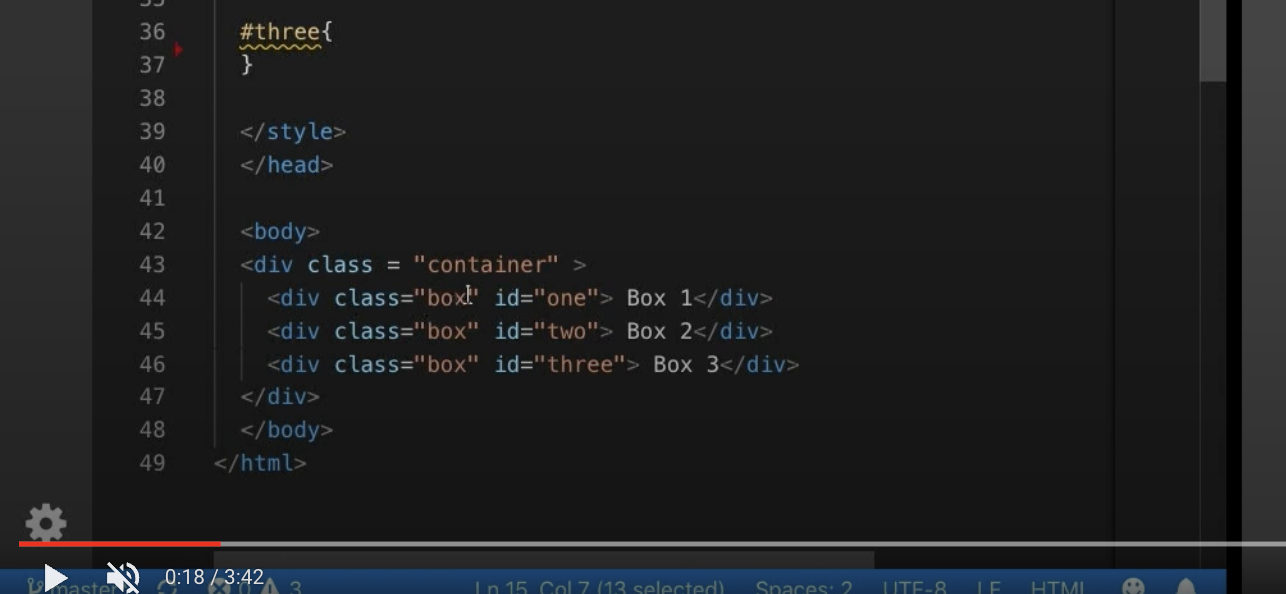 36 #three{
37 }
38
39 </style>
40 </head>
41
42 <body>
43 <div class = "container" >
44 <div class="box" id="one"> Box 1</div>
45 <div class="box" id="two"> Box 2</div>
46 <div class="box" id="three"> Box 3</div>
47 </div>
48 </body>
49 </html>
0:18 / 3:42
master 0 3 Ln 15, Col 7 (13 selected) Spaces: 2 UTF-8 LF HTML